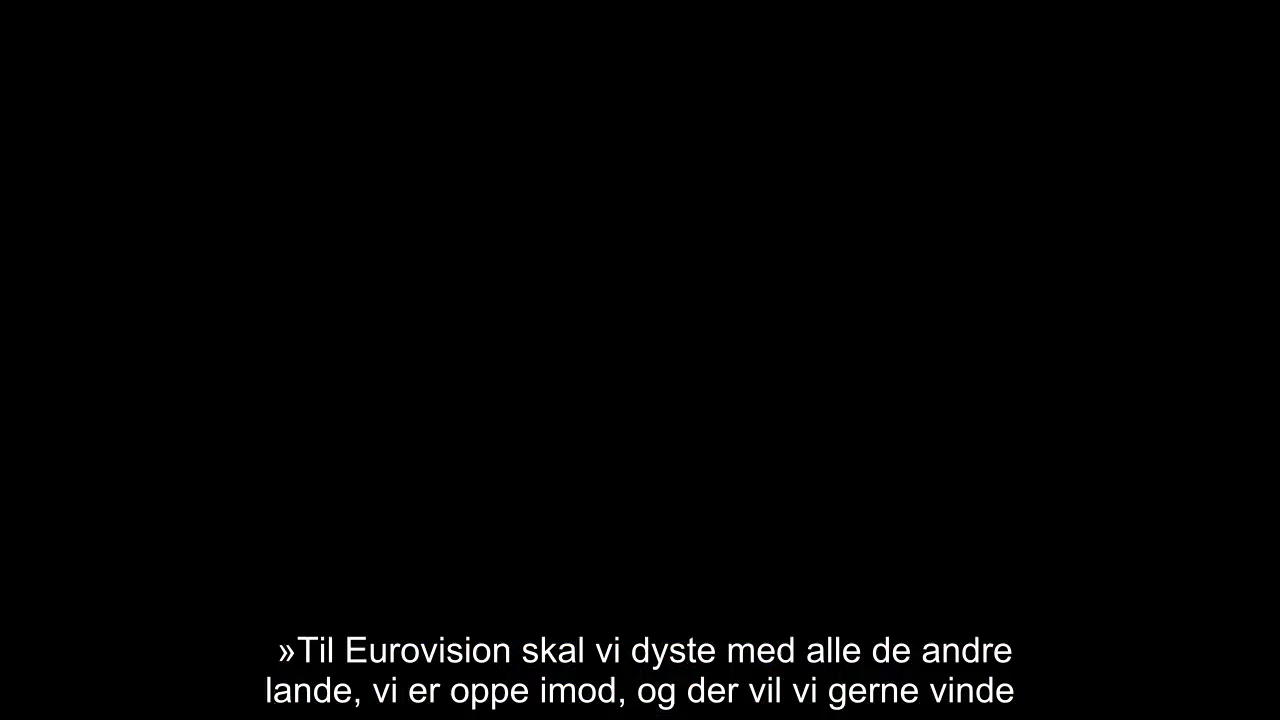 »Til Eurovision skal vi dyste med alle de andre
lande, vi er oppe imod, og der vil vi gerne vinde